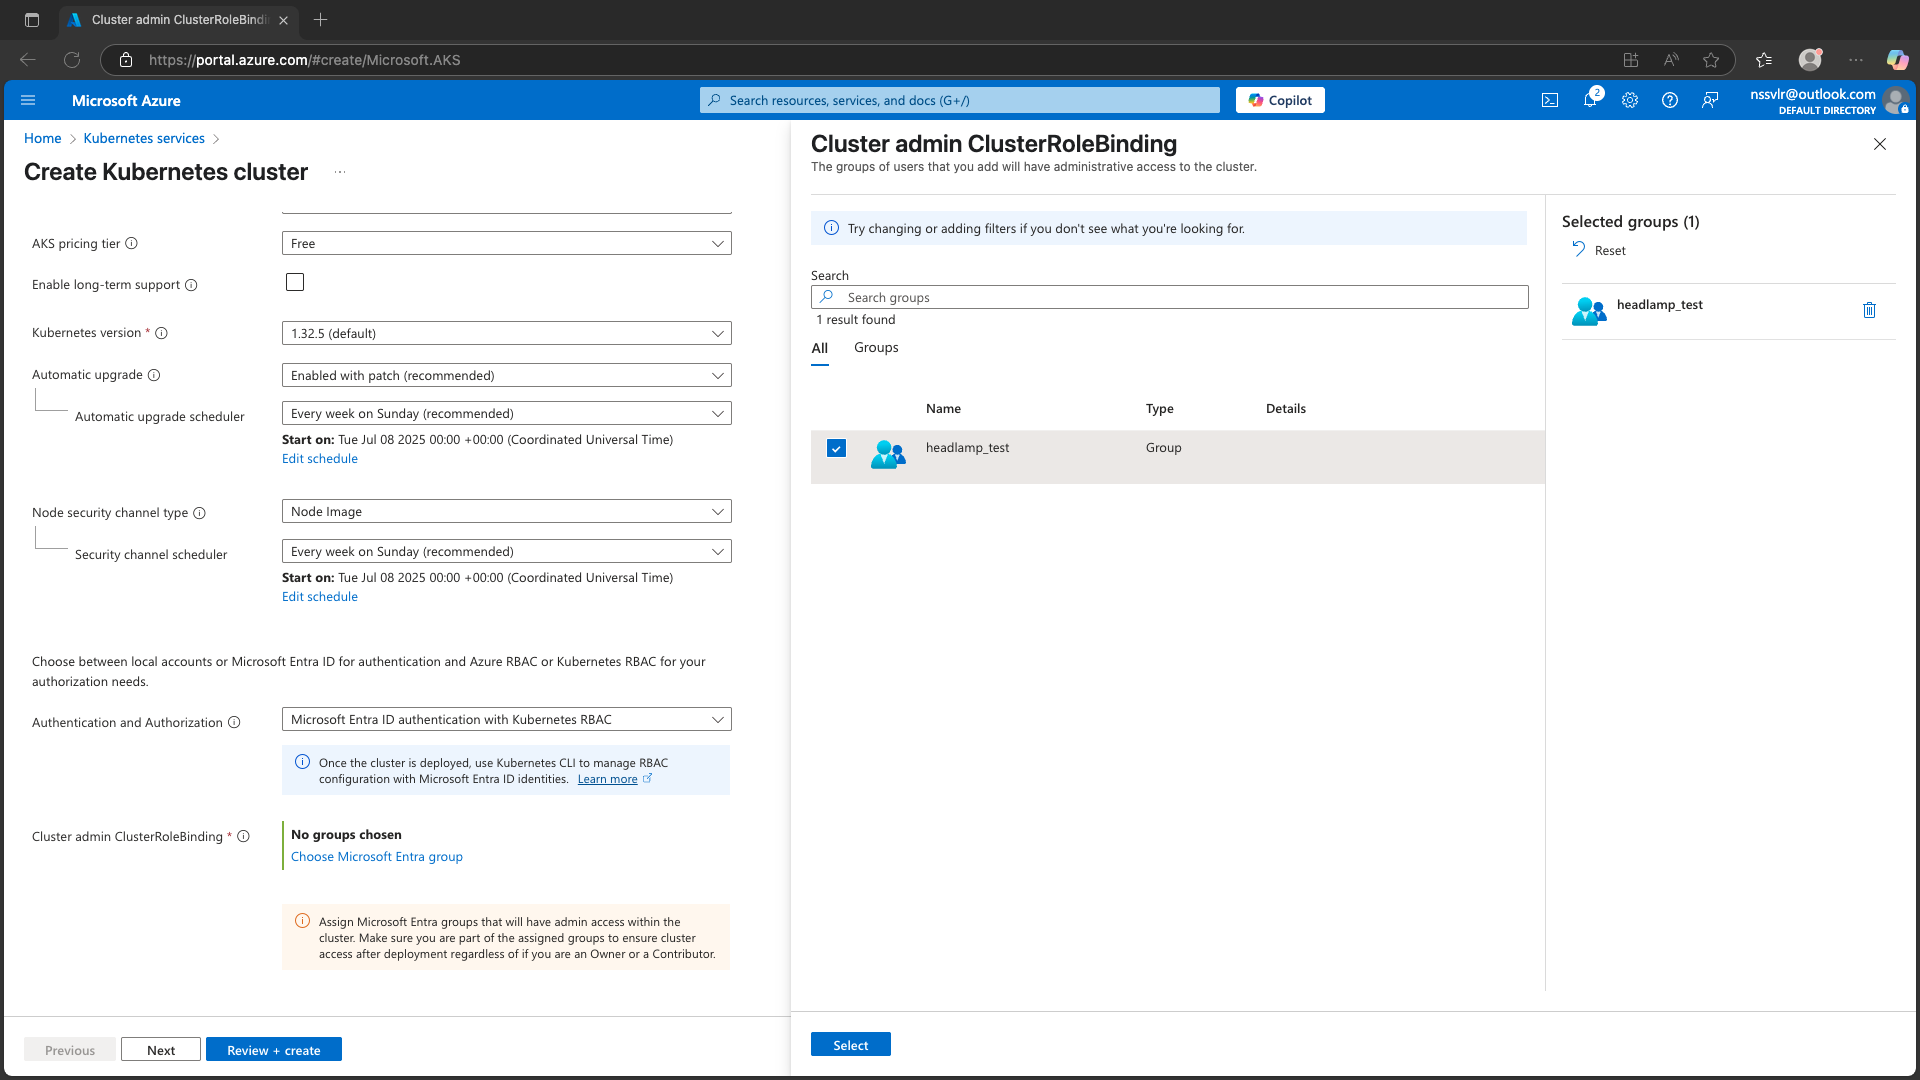 Cluster admin ClusterRoleBindi
https://portal.azure.com/#create/Microsoft.AKS
Microsoft Azure
Search resources, services, and docs (G+/)
Copilot
2
nssvlr@outlook.com
DEFAULT DIRECTORY
Home
Kubernetes services
Create Kubernetes cluster
AKS pricing tier
Free
Enable long-term support
Kubernetes version *
1.32.5 (default)
Automatic upgrade
Enabled with patch (recommended)
Automatic upgrade scheduler
Every week on Sunday (recommended)
Start on: Tue Jul 08 2025 00:00 +00:00 (Coordinated Universal Time)
Edit schedule
Node security channel type
Node Image
Security channel scheduler
Every week on Sunday (recommended)
Start on: Tue Jul 08 2025 00:00 +00:00 (Coordinated Universal Time)
Edit schedule
Choose between local accounts or Microsoft Entra ID for authentication and Azure RBAC or Kubernetes RBAC for your
authorization needs.
Authentication and Authorization
Microsoft Entra ID authentication with Kubernetes RBAC
Once the cluster is deployed, use Kubernetes CLI to manage RBAC
configuration with Microsoft Entra ID identities. Learn more
Cluster admin ClusterRoleBinding *
No groups chosen
Choose Microsoft Entra group
Assign Microsoft Entra groups that will have admin access within the
cluster. Make sure you are part of the assigned groups to ensure cluster
access after deployment regardless of if you are an Owner or a Contributor.
Previous
Next
Review + create
Cluster admin ClusterRoleBinding
The groups of users that you add will have administrative access to the cluster.
Try changing or adding filters if you don't see what you're looking for.
Search
Search groups
1 result found
All
Groups
Name
Type
Details
headlamp_test
Group
Select
Selected groups (1)
Reset
headlamp_test